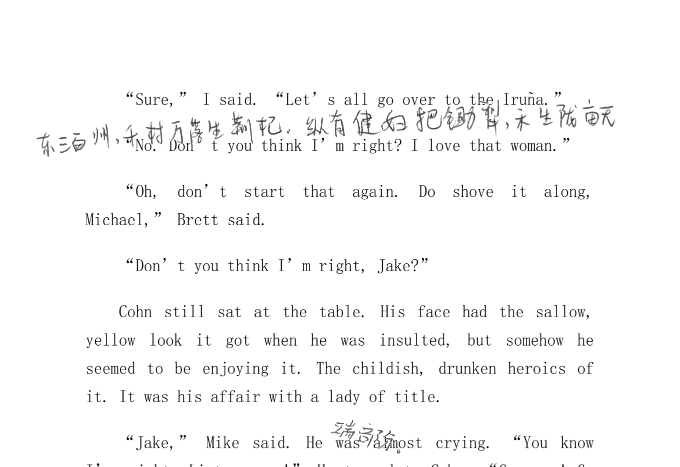 “Sure,” I said. “Let’s all go over to the Iruña.”
东二百州,千村万落生荆杞。纵有健妇把锄犁,禾生陇亩无
“No. Don’t you think I’m right? I love that woman.”
“Oh, don’t start that again. Do shove it along,
Michael,” Brett said.
“Don’t you think I’m right, Jake?”
Cohn still sat at the table. His face had the sallow,
yellow look it got when he was insulted, but somehow he
seemed to be enjoying it. The childish, drunken heroics of
it. It was his affair with a lady of title.
“Jake,” Mike said. He was almost crying. “You know